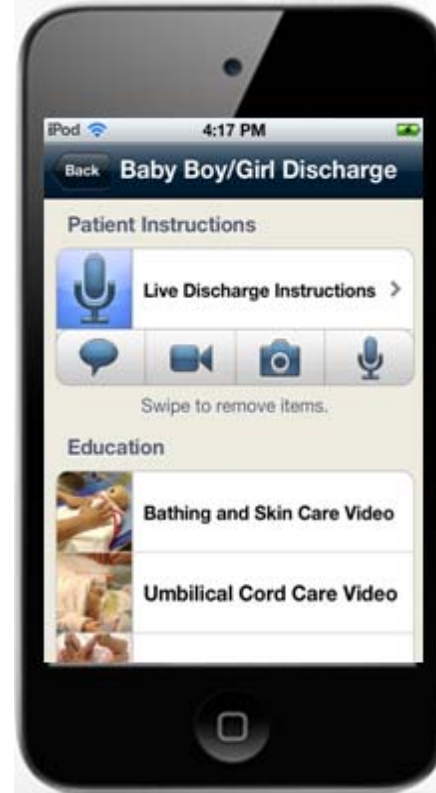 iPod 4:17 PM
Back Baby Boy/Girl Discharge
Patient Instructions
Live Discharge Instructions
Swipe to remove items.
Education
Bathing and Skin Care Video
Umbilical Cord Care Video